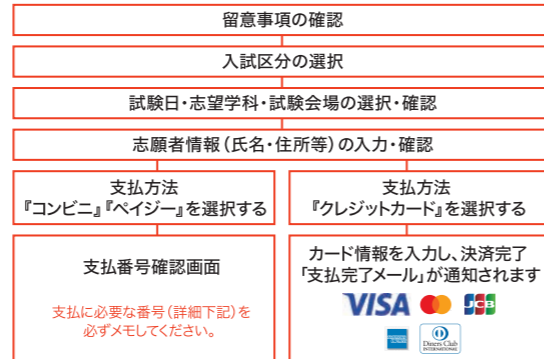 留意事項の確認
入試区分の選択
試験日・志望学科・試験会場の選択・確認
志願者情報(氏名・住所等)の入力・確認
支払方法
『コンビニ』『ペイジー』を選択する
支払方法
『クレジットカード』を選択する
支払番号確認画面
支払に必要な番号(詳細下記)を
必ずメモしてください。
カード情報を入力し、決済完了
「支払完了メール」が通知されます
VISA
JCB
Diners Club
INTERNATIONAL